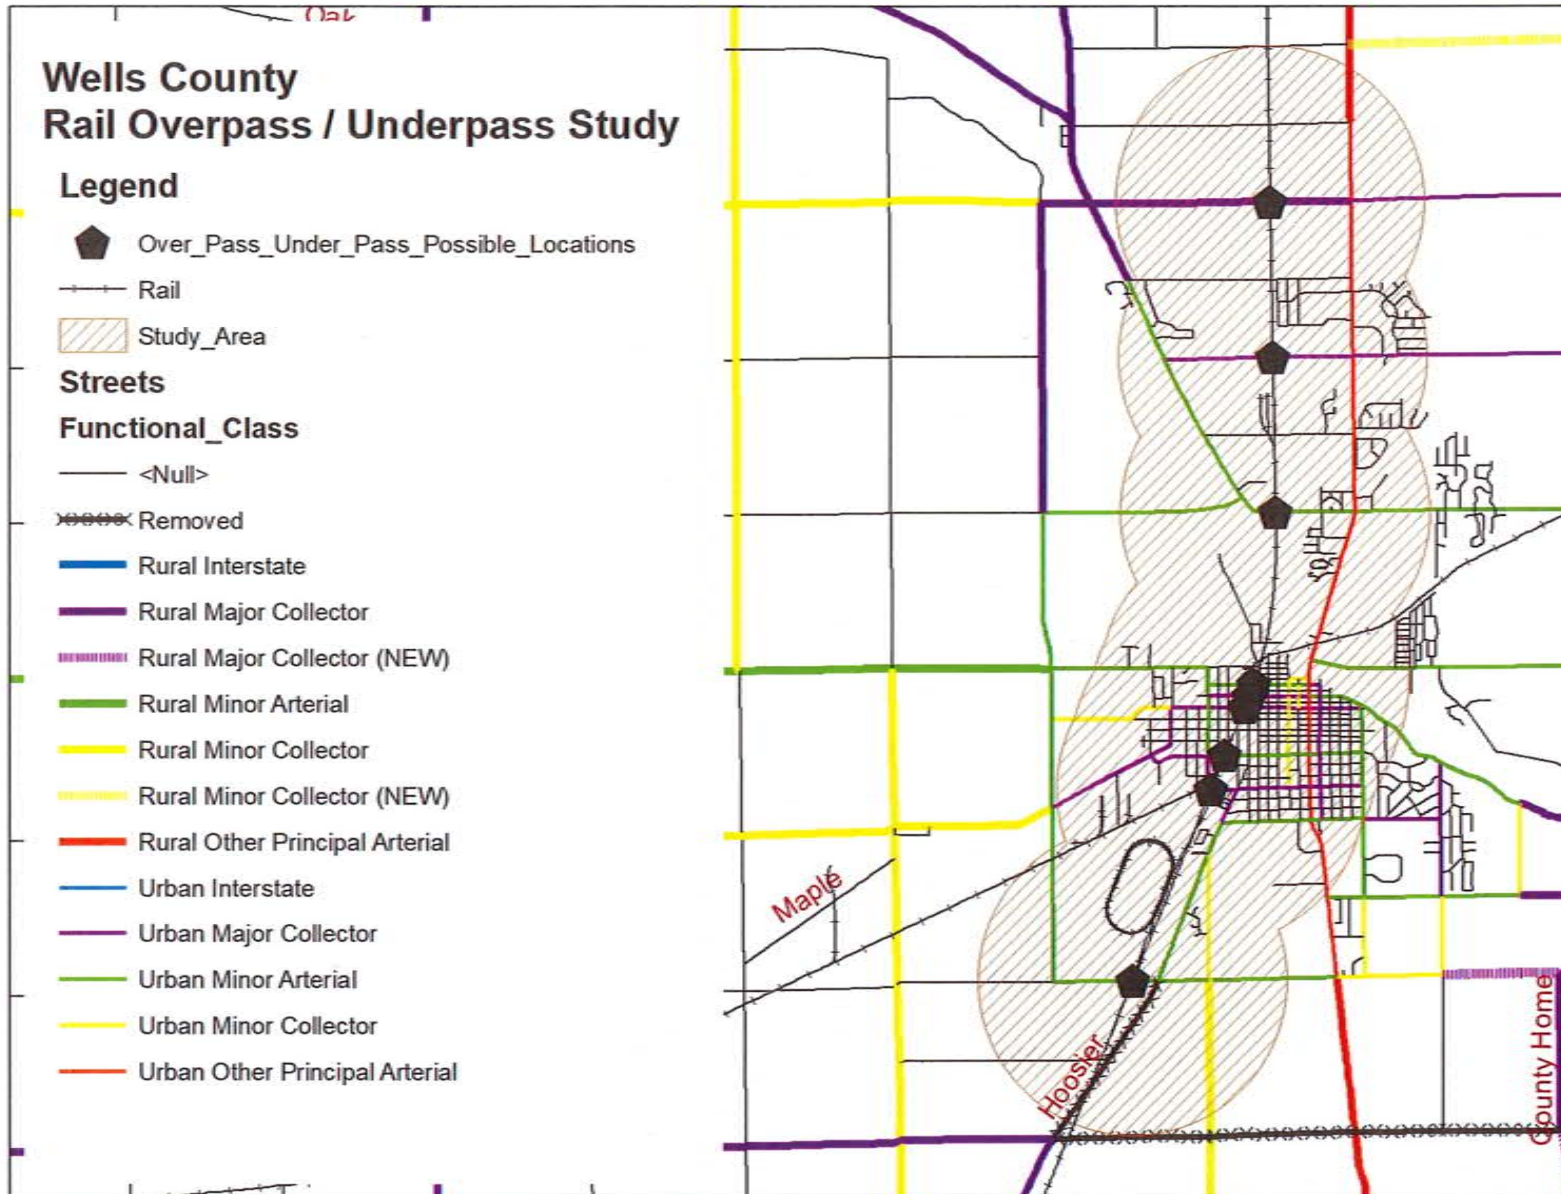 Oak
Wells County
Rail Overpass / Underpass Study
Legend
Over_Pass_Under_Pass_Possible_Locations
Rail
Study_Area
Streets
Functional_Class
<Null>
Removed
Rural Interstate
Rural Major Collector
Rural Major Collector (NEW)
Rural Minor Arterial
Rural Minor Collector
Rural Minor Collector (NEW)
Rural Other Principal Arterial
Urban Interstate
Urban Major Collector
Urban Minor Arterial
Urban Minor Collector
Urban Other Principal Arterial
Maple
Hoosier
County Home